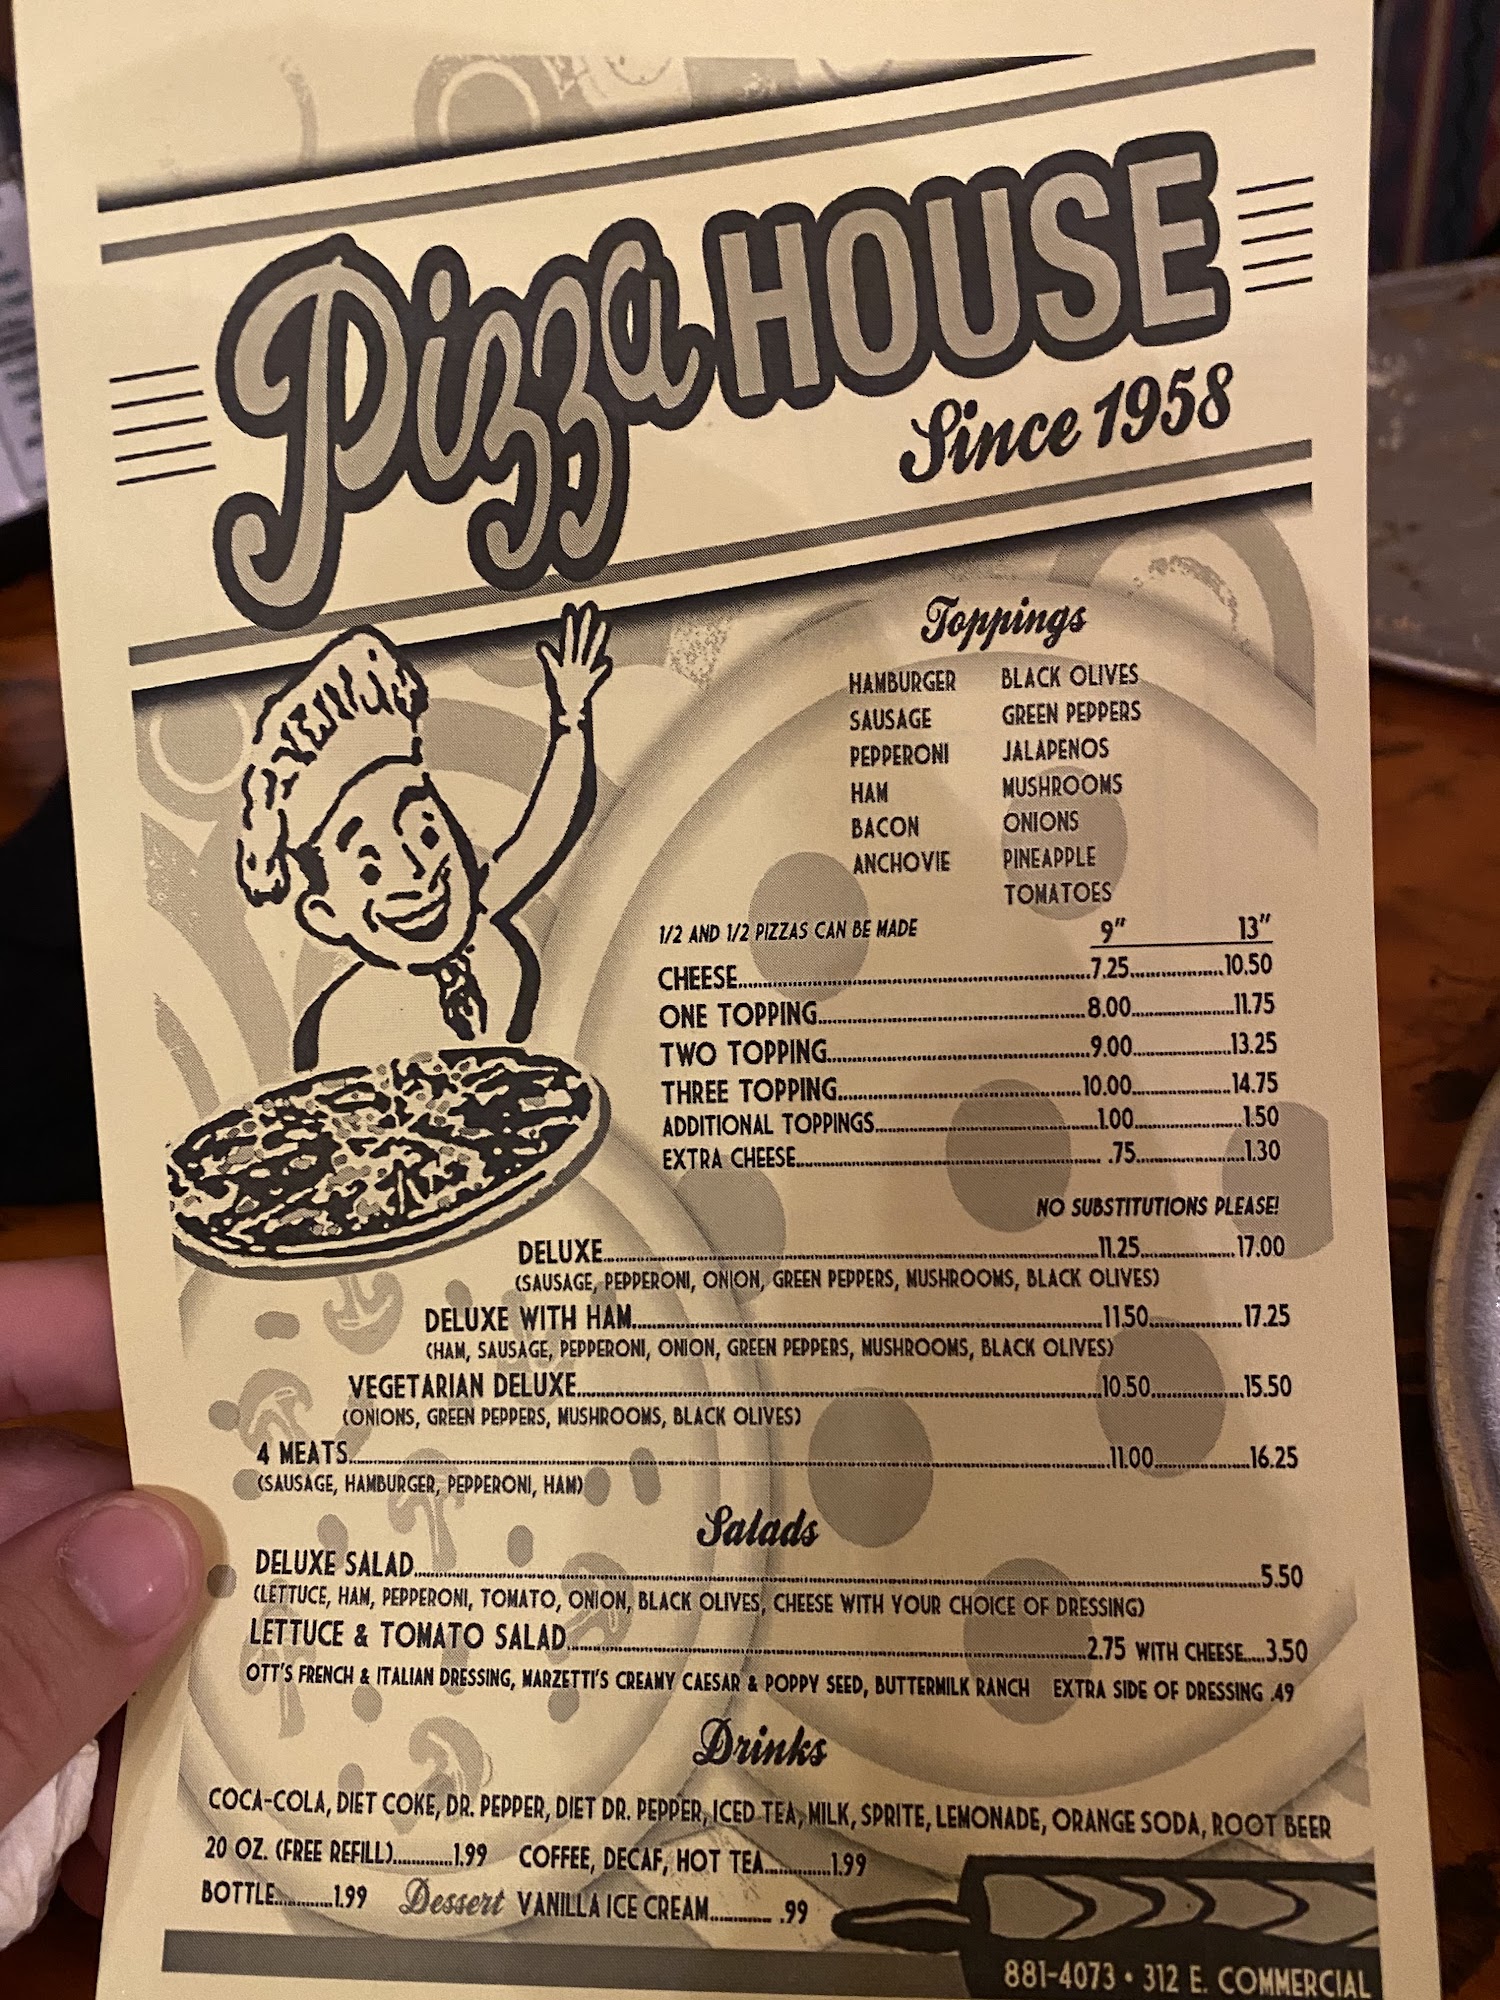 Pizza HOUSE
Since 1958
Toppings
HAMBURGER BLACK OLIVES
SAUSAGE GREEN PEPPERS
PEPPERONI JALAPENOS
HAM MUSHROOMS
BACON ONIONS
ANCHOVIE PINEAPPLE
TOMATOES
1/2 AND 1/2 PIZZAS CAN BE MADE 9" 13"
CHEESE 7.25 10.50
ONE TOPPING 8.00 11.75
TWO TOPPING 9.00 13.25
THREE TOPPING 10.00 14.75
ADDITIONAL TOPPINGS 1.00 1.50
EXTRA CHEESE .75 1.30
NO SUBSTITUTIONS PLEASE!
DELUXE 11.25 17.00
(SAUSAGE, PEPPERONI, ONION, GREEN PEPPERS, MUSHROOMS, BLACK OLIVES)
DELUXE WITH HAM 11.50 17.25
(HAM, SAUSAGE, PEPPERONI, ONION, GREEN PEPPERS, MUSHROOMS, BLACK OLIVES)
VEGETARIAN DELUXE 10.50 15.50
(ONIONS, GREEN PEPPERS, MUSHROOMS, BLACK OLIVES)
4 MEATS 11.00 16.25
(SAUSAGE, HAMBURGER, PEPPERONI, HAM)
Salads
DELUXE SALAD 5.50
(LETTUCE, HAM, PEPPERONI, TOMATO, ONION, BLACK OLIVES, CHEESE WITH YOUR CHOICE OF DRESSING)
LETTUCE & TOMATO SALAD 2.75 WITH CHEESE 3.50
OTT'S FRENCH & ITALIAN DRESSING, MARZETTI'S CREAMY CAESAR & POPPY SEED, BUTTERMILK RANCH EXTRA SIDE OF DRESSING .49
Drinks
COCA-COLA, DIET COKE, DR. PEPPER, DIET DR. PEPPER, ICED TEA, MILK, SPRITE, LEMONADE, ORANGE SODA, ROOT BEER
20 OZ. (FREE REFILL) 1.99 COFFEE, DECAF, HOT TEA 1.99
BOTTLE 1.99 Dessert VANILLA ICE CREAM .99
881-4073 • 312 E. COMMERCIAL